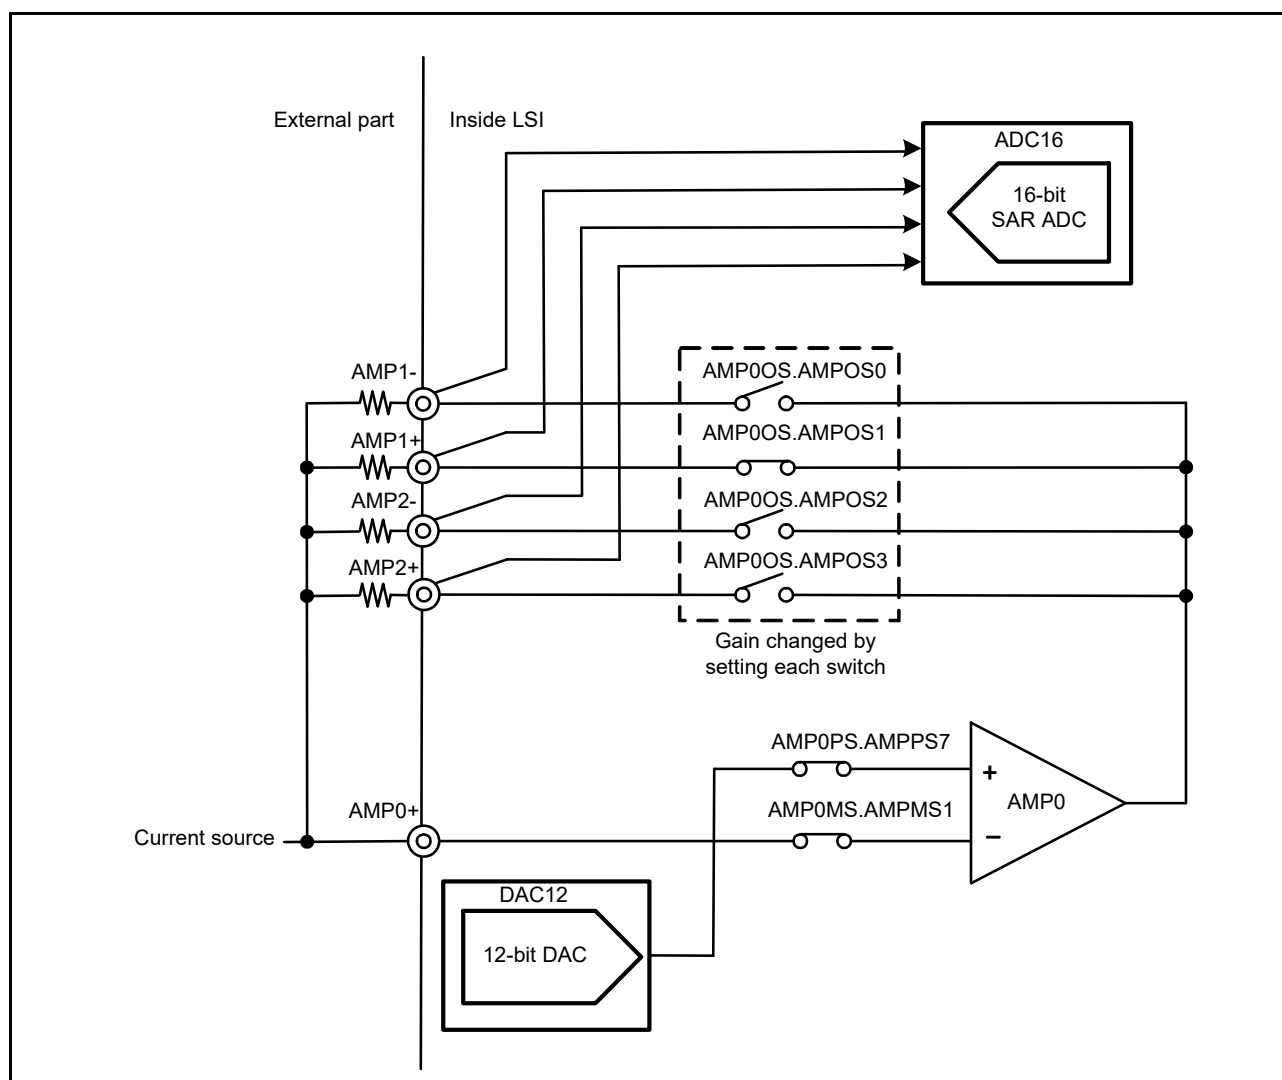 External part
Inside LSI
ADC16
16-bit
SAR ADC
AMP1-
AMP0OS.AMPOS0
AMP1+
AMP0OS.AMPOS1
AMP2-
AMP0OS.AMPOS2
AMP2+
AMP0OS.AMPOS3
Gain changed by
setting each switch
AMP0PS.AMPPS7
+
AMP0
AMP0+
AMP0MS.AMPMS1
−
Current source
DAC12
12-bit DAC